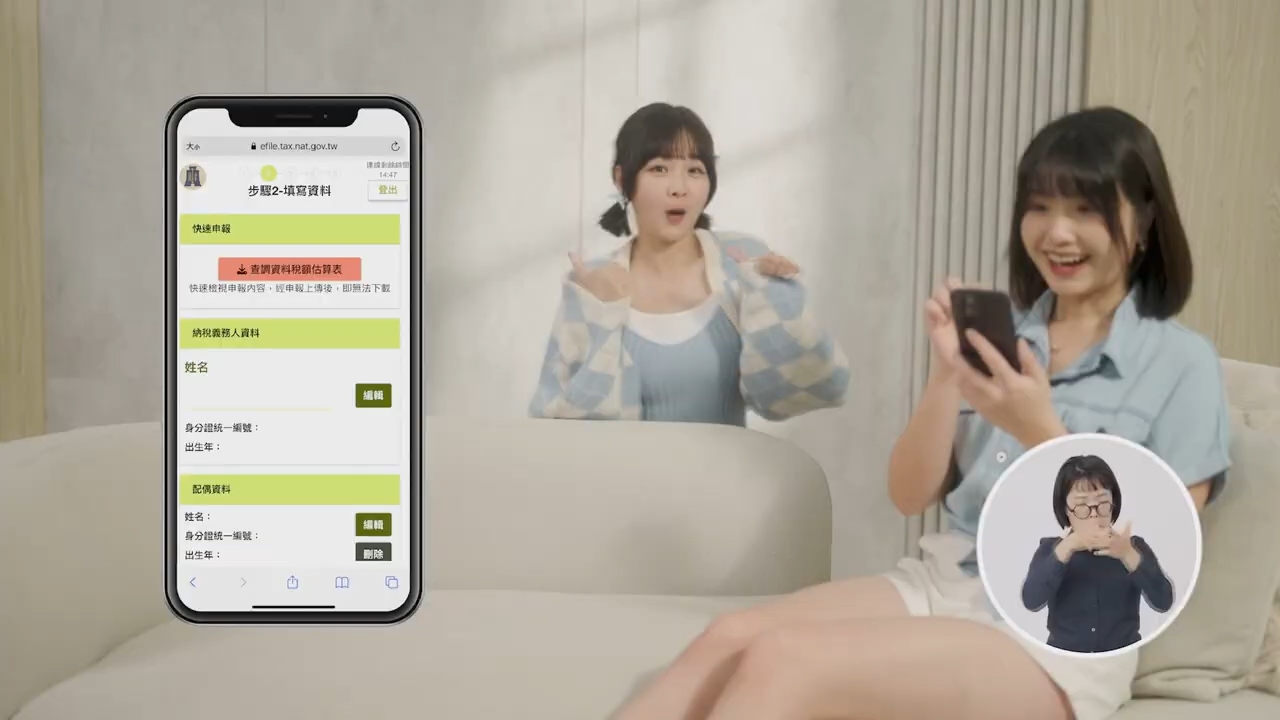 大小
efile.tax.nat.gov.tw
連線剩餘時間
14:47
步驟2-填寫資料
登出
快速申報
查調資料稅額估算表
快速檢視申報內容、經申報上傳後，即無法下載
納稅義務人資料
姓名
編輯
身分證統一編號：
出生年：
配偶資料
姓名：
編輯
身分證統一編號：
出生年：
刪除